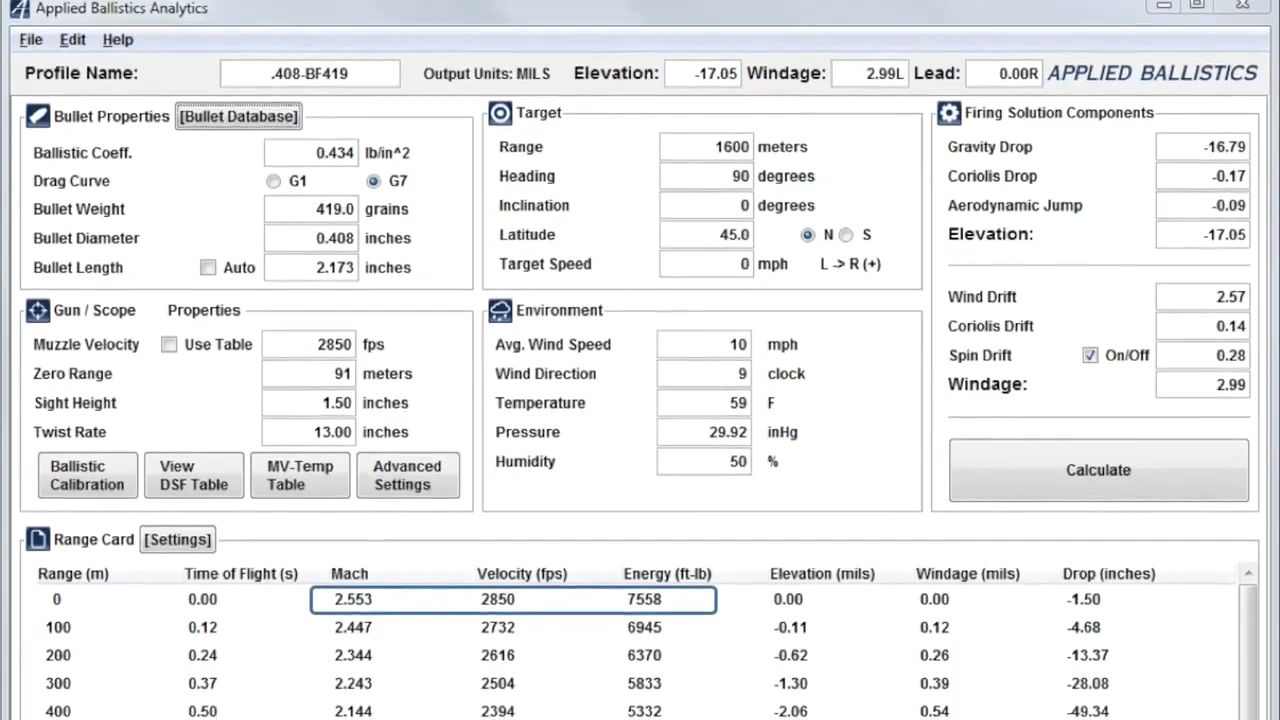 Applied Ballistics Analytics
File Edit Help
Profile Name: .408-BF419 Output Units: MILS Elevation: -17.05 Windage: 2.99L Lead: 0.00R APPLIED BALLISTICS
Bullet Properties [Bullet Database]
Ballistic Coeff. 0.434 lb/in^2
Drag Curve G1 G7
Bullet Weight 419.0 grains
Bullet Diameter 0.408 inches
Bullet Length Auto 2.173 inches
Target
Range 1600 meters
Heading 90 degrees
Inclination 0 degrees
Latitude 45.0 N S
Target Speed 0 mph L -> R (+)
Firing Solution Components
Gravity Drop -16.79
Coriolis Drop -0.17
Aerodynamic Jump -0.09
Elevation: -17.05
Wind Drift 2.57
Coriolis Drift 0.14
Spin Drift On/Off 0.28
Windage: 2.99
Calculate
Gun / Scope Properties
Muzzle Velocity Use Table 2850 fps
Zero Range 91 meters
Sight Height 1.50 inches
Twist Rate 13.00 inches
Ballistic Calibration
View DSF Table
MV-Temp Table
Advanced Settings
Environment
Avg. Wind Speed 10 mph
Wind Direction 9 clock
Temperature 59 F
Pressure 29.92 inHg
Humidity 50 %
Range Card [Settings]
Range (m) Time of Flight (s) Mach Velocity (fps) Energy (ft-lb) Elevation (mils) Windage (mils) Drop (inches)
0 0.00 2.553 2850 7558 0.00 0.00 -1.50
100 0.12 2.447 2732 6945 -0.11 0.12 -4.68
200 0.24 2.344 2616 6370 -0.62 0.26 -13.37
300 0.37 2.243 2504 5833 -1.30 0.39 -28.08
400 0.50 2.144 2394 5332 -2.06 0.54 -49.34